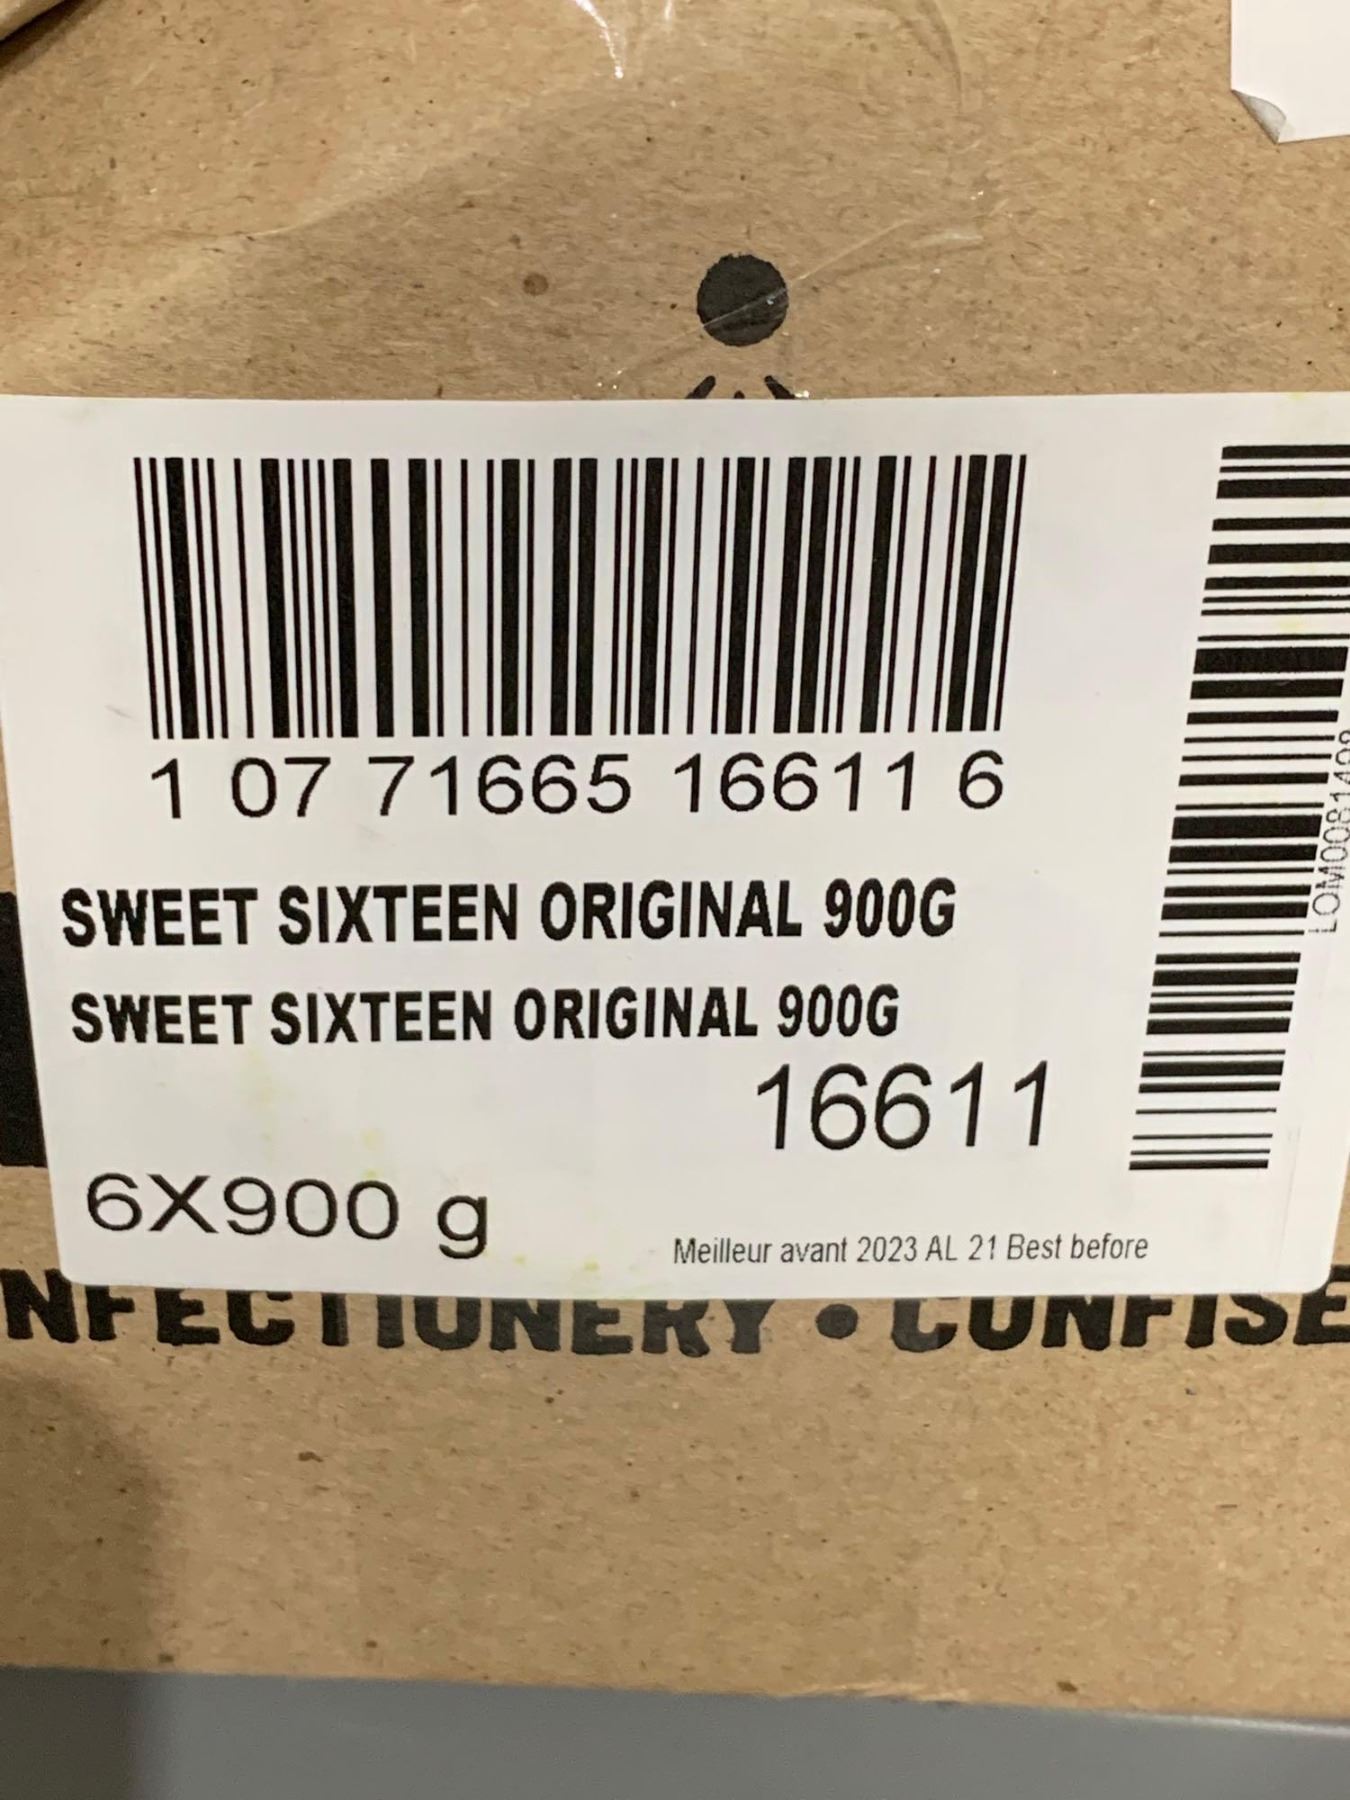 1 07 71665 16611 6
SWEET SIXTEEN ORIGINAL 900G
SWEET SIXTEEN ORIGINAL 900G
16611
6X900 g
Meilleur avant 2023 AL 21 Best before
NFECTIONERY • CONFISE